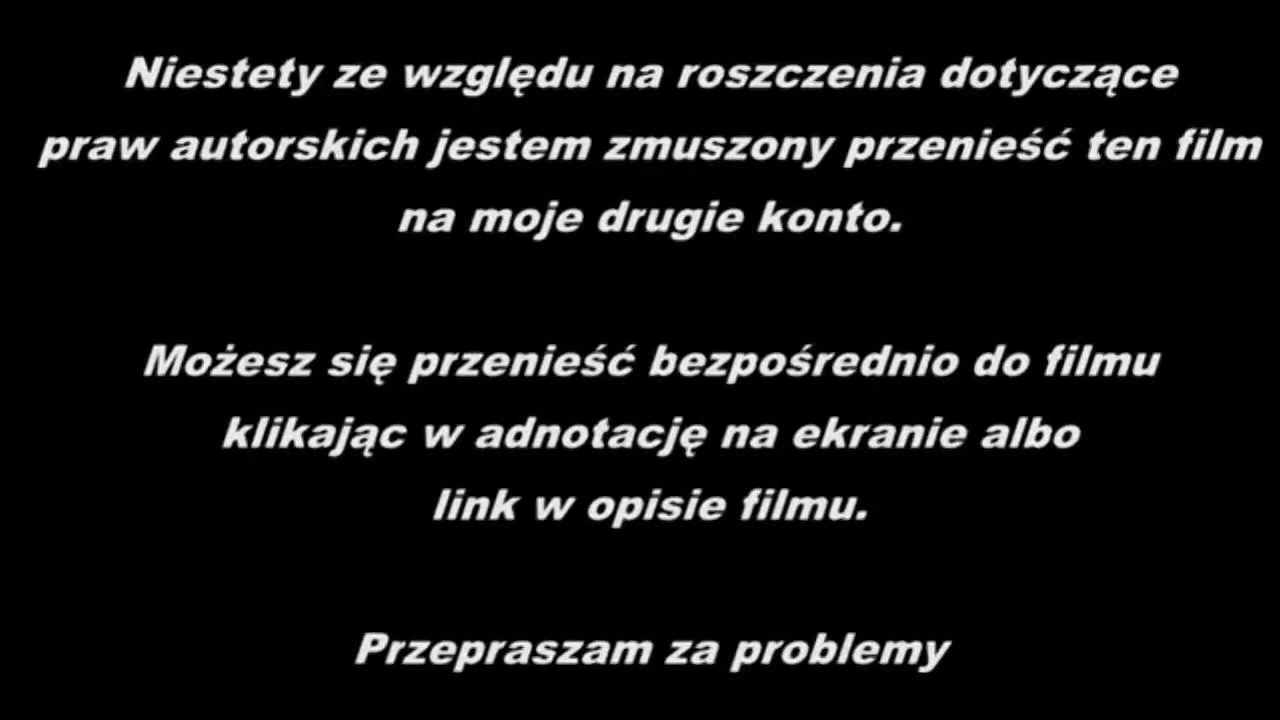 Niestety ze względu na roszczenia dotyczące
praw autorskich jestem zmuszony przenieść ten film
na moje drugie konto.
Możesz się przenieść bezpośrednio do filmu
klikając w adnotację na ekranie albo
link w opisie filmu.
Przepraszam za problemy